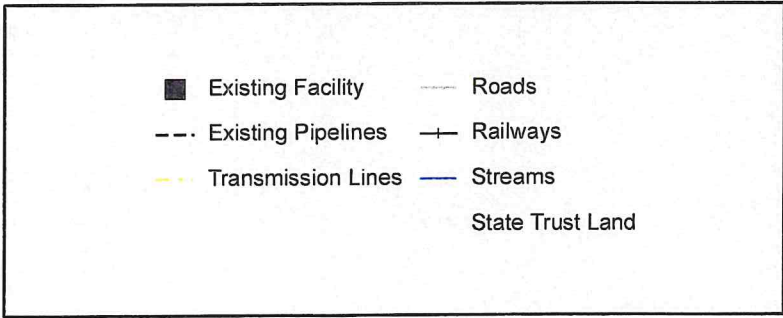 Existing Facility
Existing Pipelines
Transmission Lines
Roads
Railways
Streams
State Trust Land